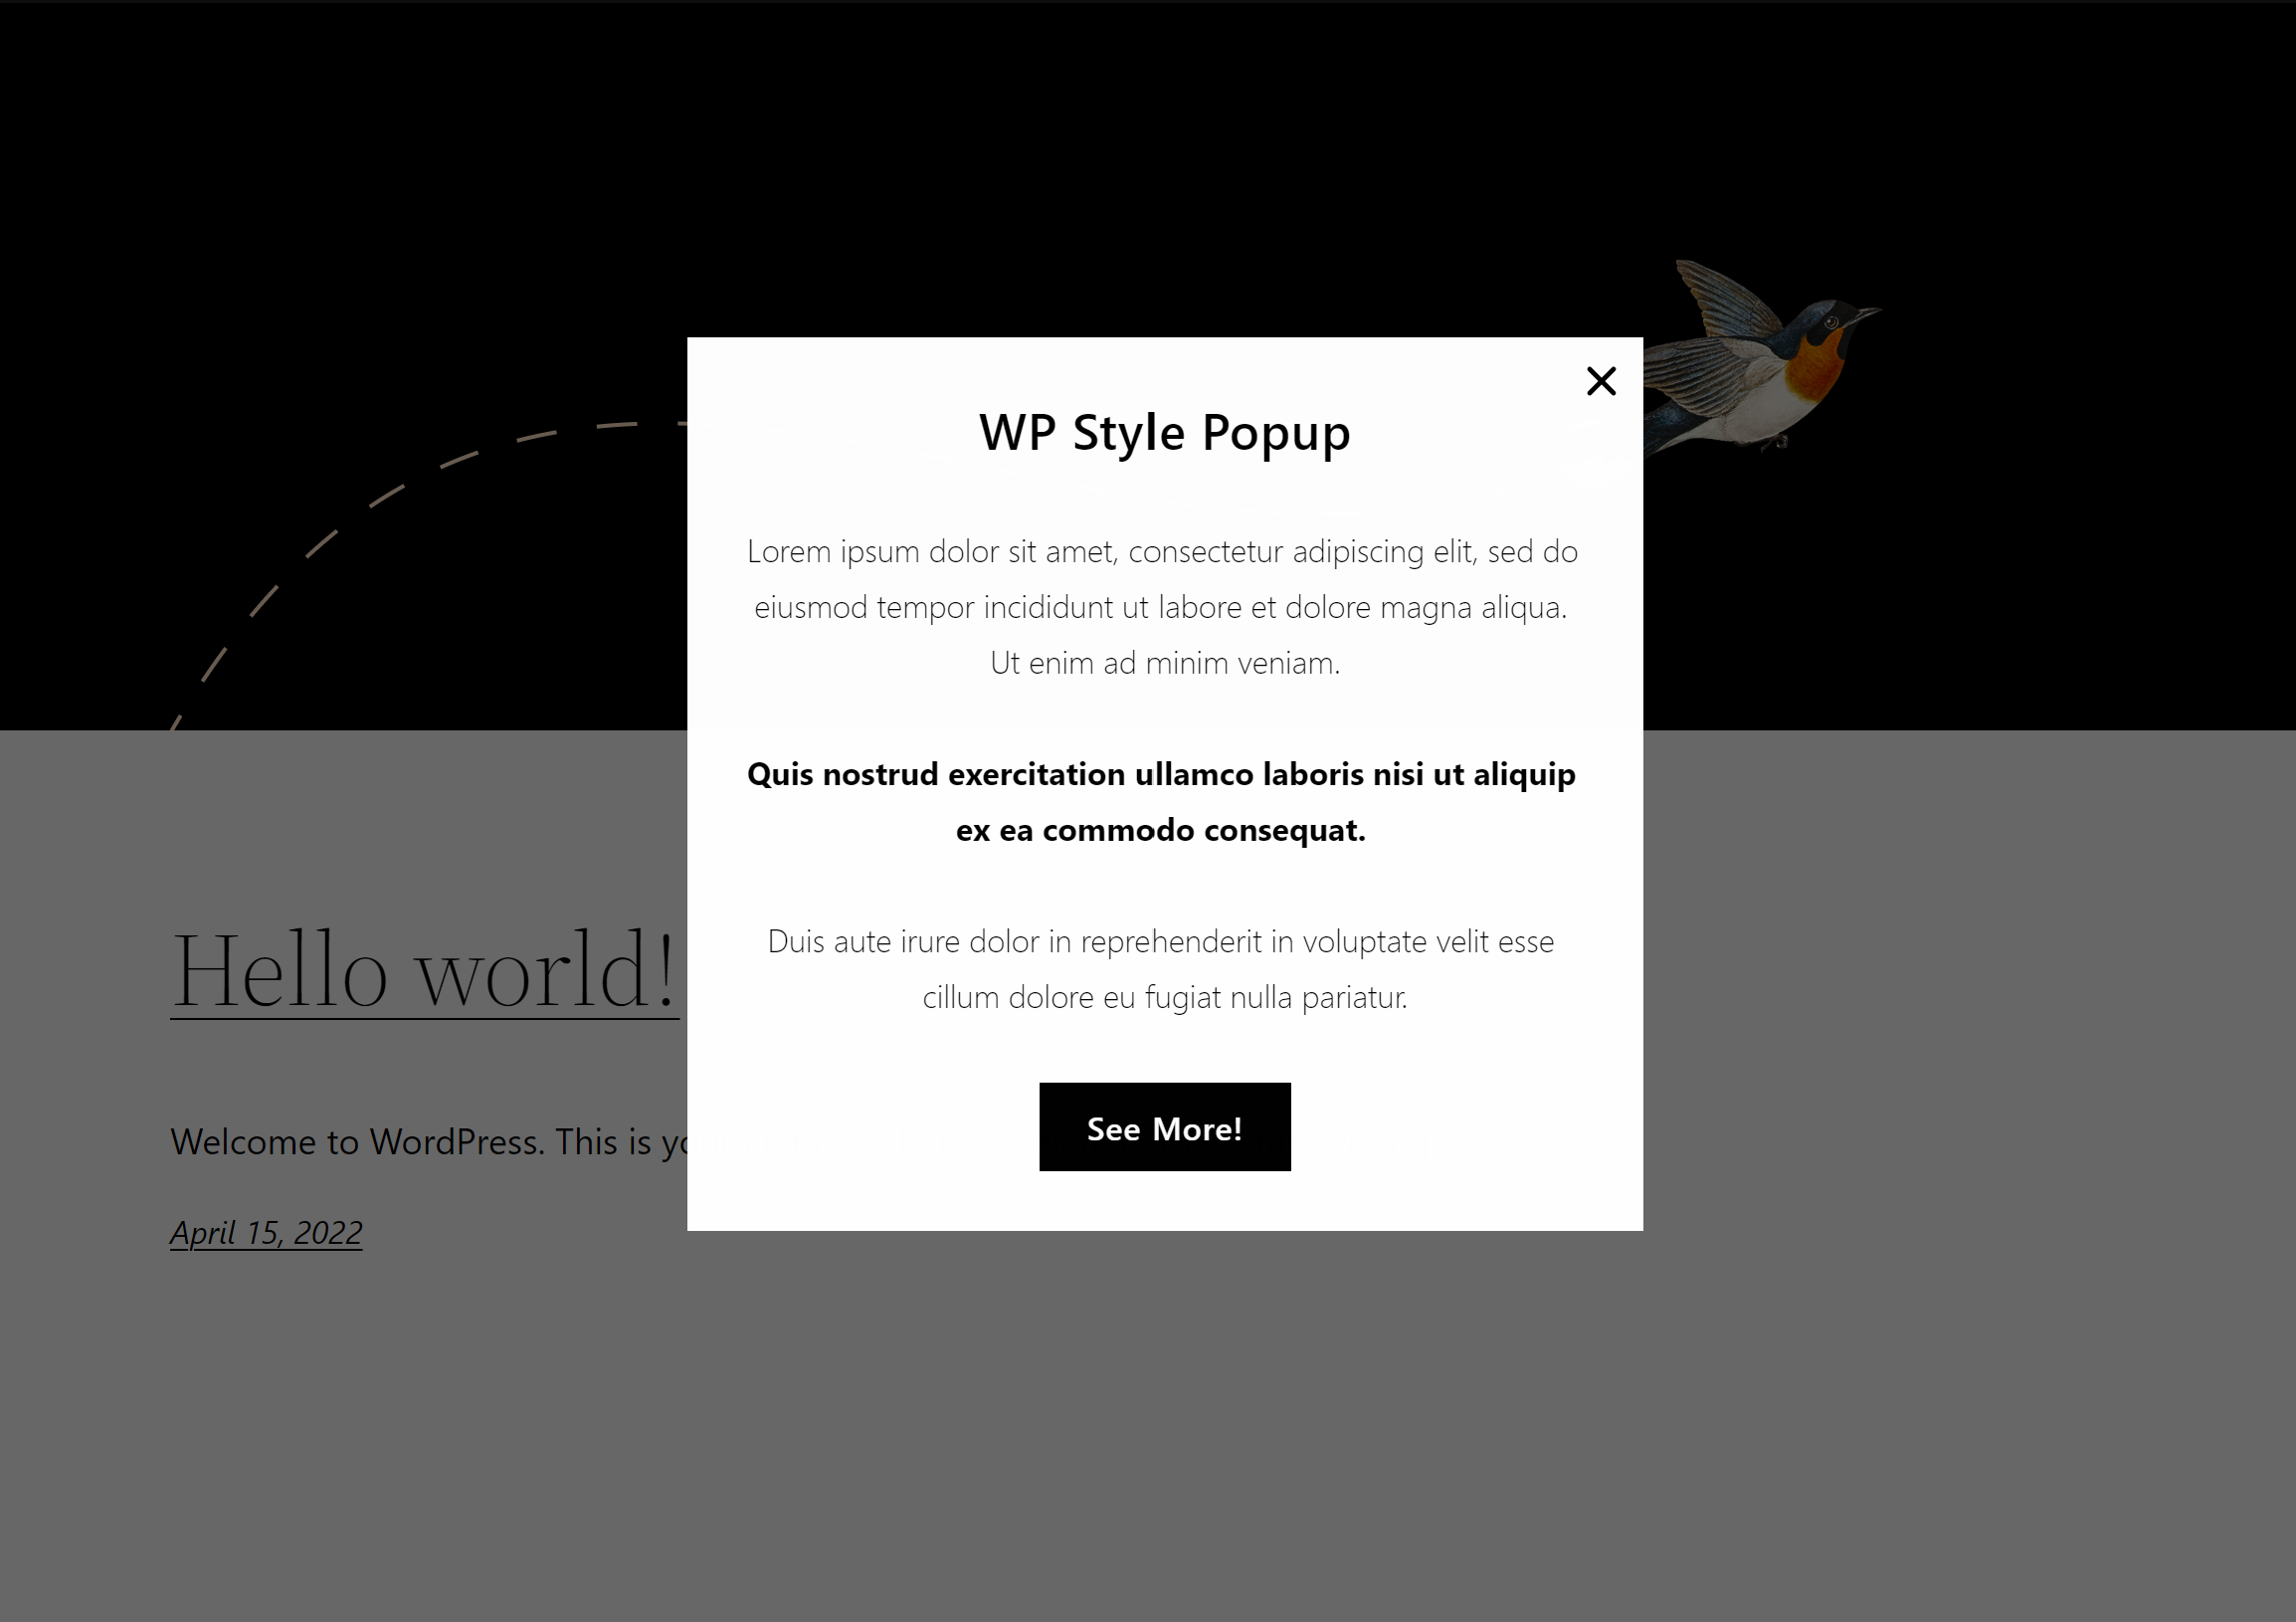 WP Style Popup
Lorem ipsum dolor sit amet, consectetur adipiscing elit, sed do
eiusmod tempor incididunt ut labore et dolore magna aliqua.
Ut enim ad minim veniam.
Quis nostrud exercitation ullamco laboris nisi ut aliquip
ex ea commodo consequat.
Duis aute irure dolor in reprehenderit in voluptate velit esse
cillum dolore eu fugiat nulla pariatur.
See More!
Hello world!
Welcome to WordPress. This is
April 15, 2022